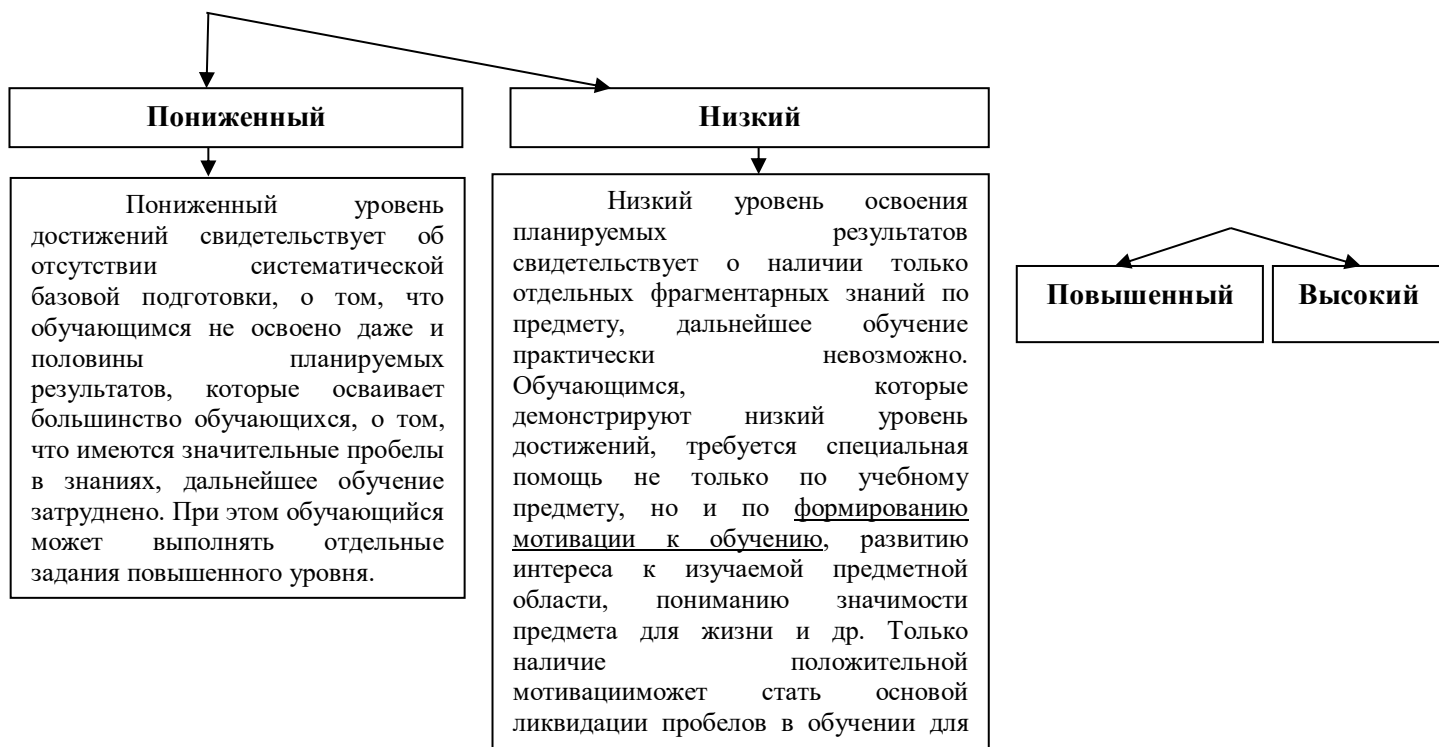 Пониженный
Пониженный уровень
достижений свидетельствует об
отсутствии систематической
базовой подготовки, о том, что
обучающимся не освоено даже и
половины планируемых
результатов, которые осваивает
большинство обучающихся, о том,
что имеются значительные пробелы
в знаниях, дальнейшее обучение
затруднено. При этом обучающийся
может выполнять отдельные
задания повышенного уровня.
Низкий
Низкий уровень освоения
планируемых результатов
свидетельствует о наличии только
отдельных фрагментарных знаний по
предмету, дальнейшее обучение
практически невозможно.
Обучающимся, которые
демонстрируют низкий уровень
достижений, требуется специальная
помощь не только по учебному
предмету, но и по формированию
мотивации к обучению, развитию
интереса к изучаемой предметной
области, пониманию значимости
предмета для жизни и др. Только
наличие положительной
мотивацииможет стать основой
ликвидации пробелов в обучении для
Повышенный
Высокий